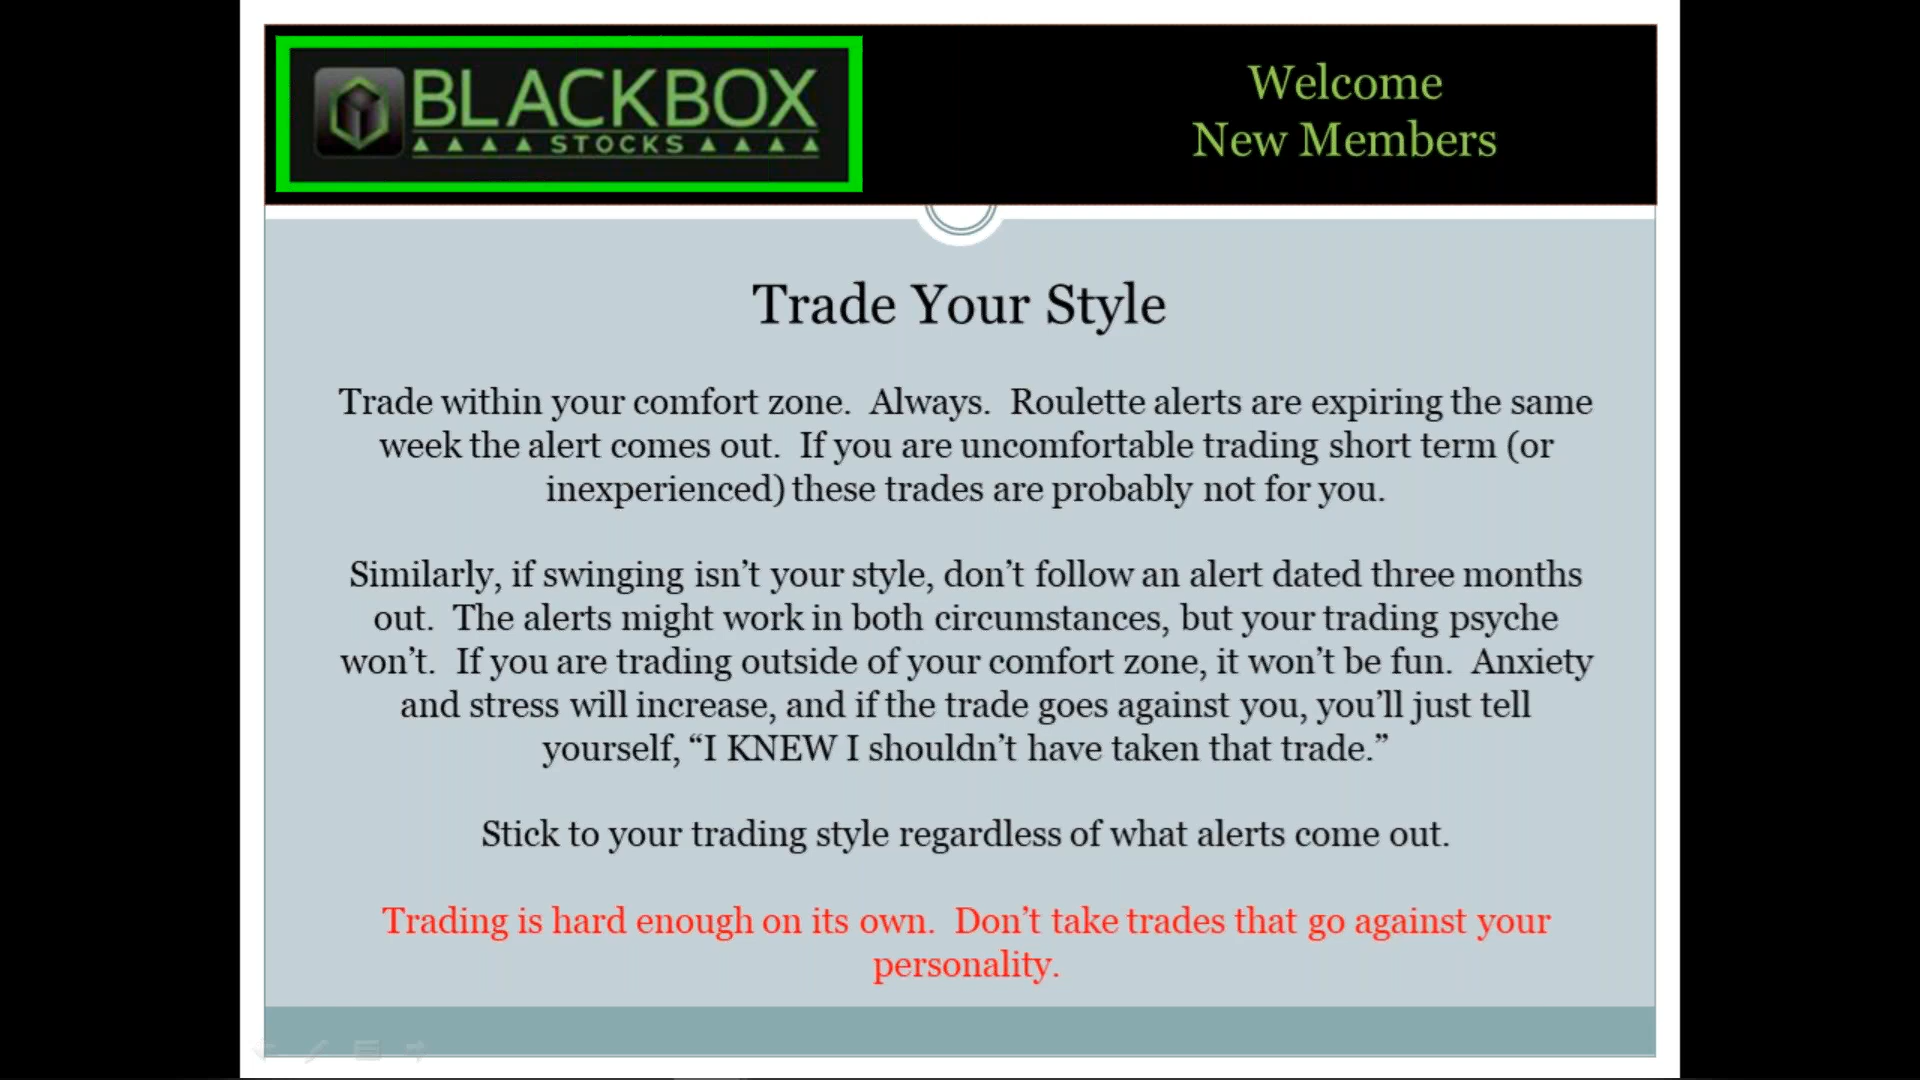 BLACKBOX
STOCKS
Welcome
New Members
Trade Your Style
Trade within your comfort zone.  Always.  Roulette alerts are expiring the same
week the alert comes out.  If you are uncomfortable trading short term (or
inexperienced) these trades are probably not for you.
Similarly, if swinging isn’t your style, don’t follow an alert dated three months
out.  The alerts might work in both circumstances, but your trading psyche
won’t.  If you are trading outside of your comfort zone, it won’t be fun.  Anxiety
and stress will increase, and if the trade goes against you, you’ll just tell
yourself, “I KNEW I shouldn’t have taken that trade.”
Stick to your trading style regardless of what alerts come out.
Trading is hard enough on its own.  Don’t take trades that go against your
personality.